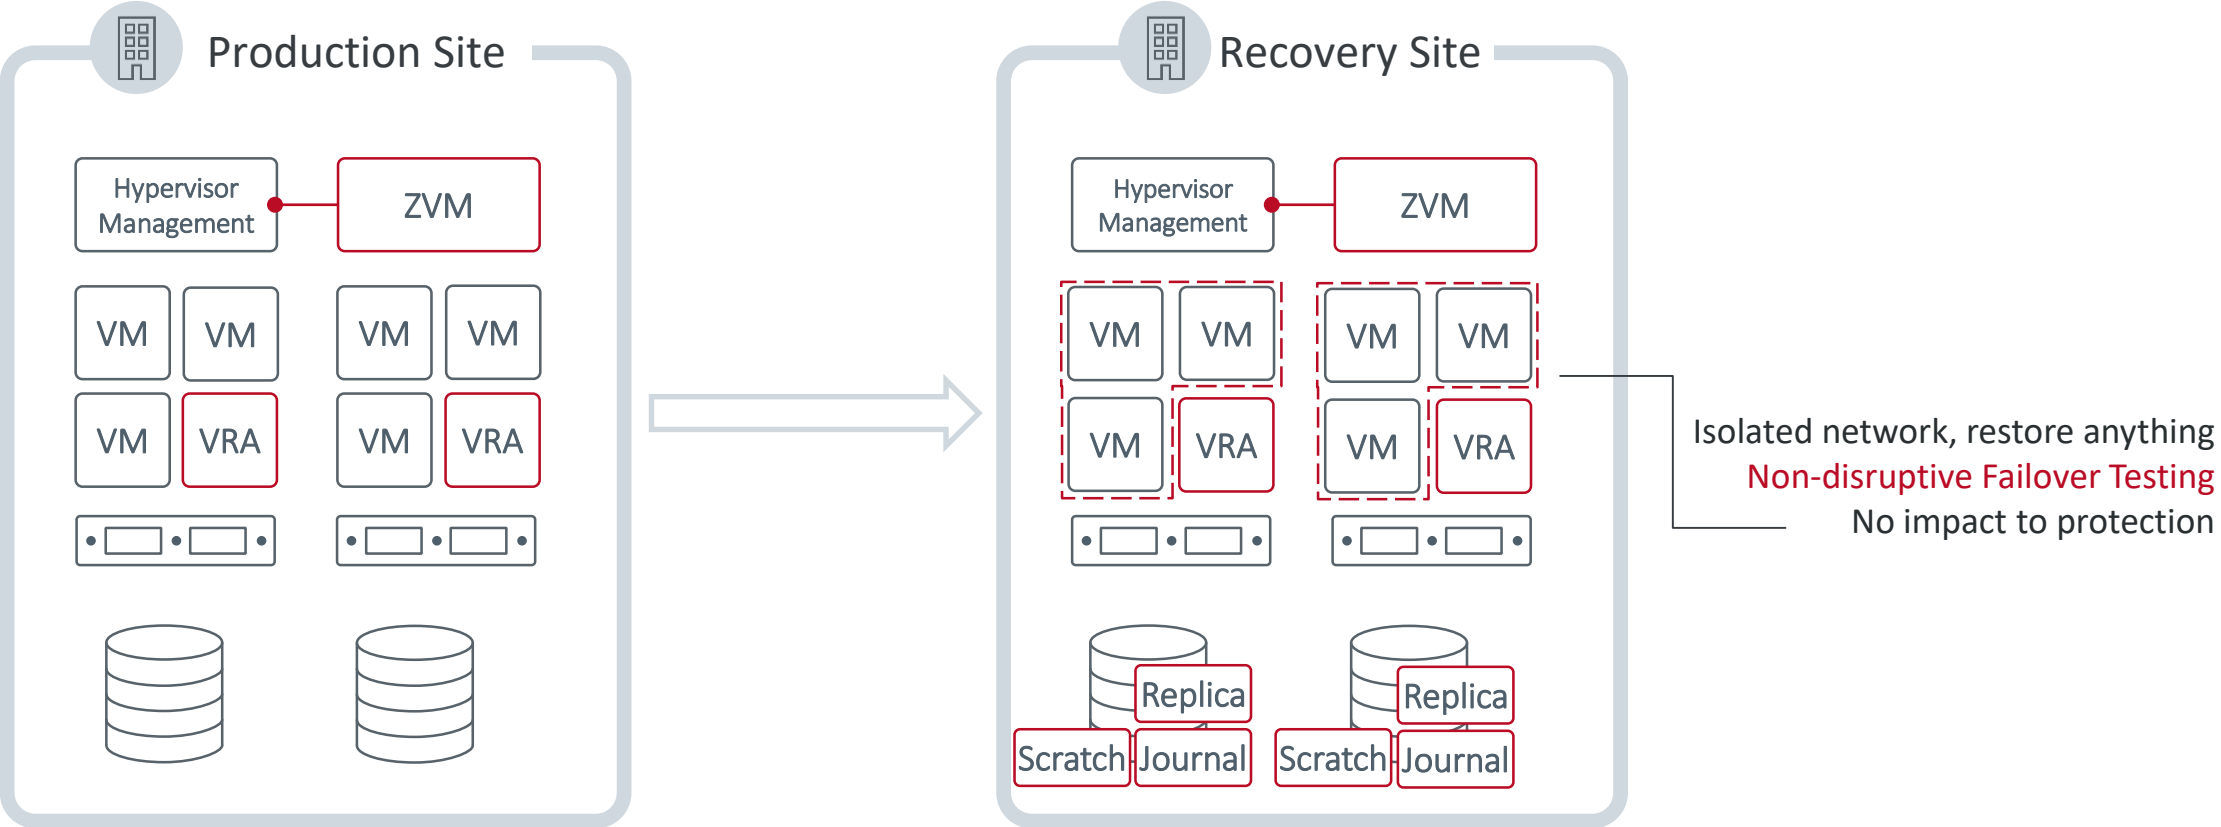 Production Site
Hypervisor
Management
ZVM
VM
VM
VM
VM
VM
VRA
VM
VRA
Recovery Site
Hypervisor
Management
ZVM
VM
VM
VM
VM
VM
VRA
VM
VRA
Replica
Replica
Scratch
Journal
Scratch
Journal
Isolated network, restore anything
Non-disruptive Failover Testing
No impact to protection